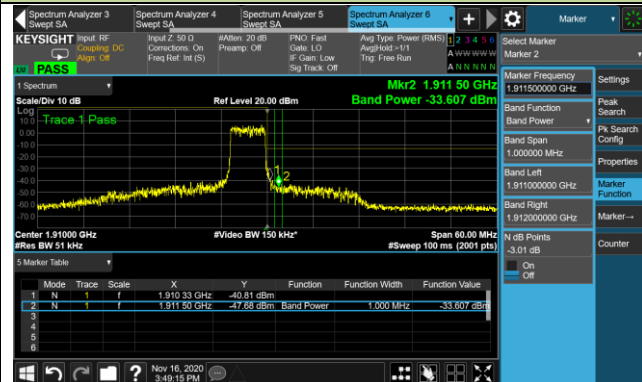 Spectrum Analyzer 3
Swept SA
Spectrum Analyzer 4
Swept SA
Spectrum Analyzer 5
Swept SA
Spectrum Analyzer 6
Swept SA
Marker
KEYSIGHT
Input: RF
Coupling: DC
Align: Off
Input Z: 50 Ω
Corrections: On
Freq Ref: Int (S)
#Atten: 20 dB
Preamp: Off
PNO: Fast
Gate: LO
IF Gain: Low
Sig Track: Off
Avg Type: Power (RMS)
Avg|Hold:>1/1
Trig: Free Run
1 2 3 4 5 6
A W W W W W
A N N N N N
PASS
Select Marker
Marker 2
1 Spectrum
Mkr2 1.911 50 GHz
Scale/Div 10 dB
Ref Level 20.00 dBm
Band Power -33.607 dBm
Log
Trace 1 Pass
10.0
0.00
-10.0
-20.0
-30.0
-40.0
-50.0
-60.0
-70.0
1
2
Center 1.91000 GHz
#Video BW 150 kHz*
Span 60.00 MHz
#Res BW 51 kHz
#Sweep 100 ms (2001 pts)
5 Marker Table
Mode Trace Scale X Y Function Function Width Function Value
1 N 1 f 1.910 33 GHz -40.81 dBm
2 N 1 f 1.911 50 GHz -47.68 dBm Band Power 1.000 MHz -33.607 dBm
3
4
5
6
Marker Frequency
1.911500000 GHz
Band Function
Band Power
Band Span
1.000000 MHz
Band Left
1.911000000 GHz
Band Right
1.912000000 GHz
N dB Points
-3.01 dB
On
Off
Settings
Peak
Search
Pk Search
Config
Properties
Marker
Function
Marker→
Counter
Nov 16, 2020
3:49:15 PM